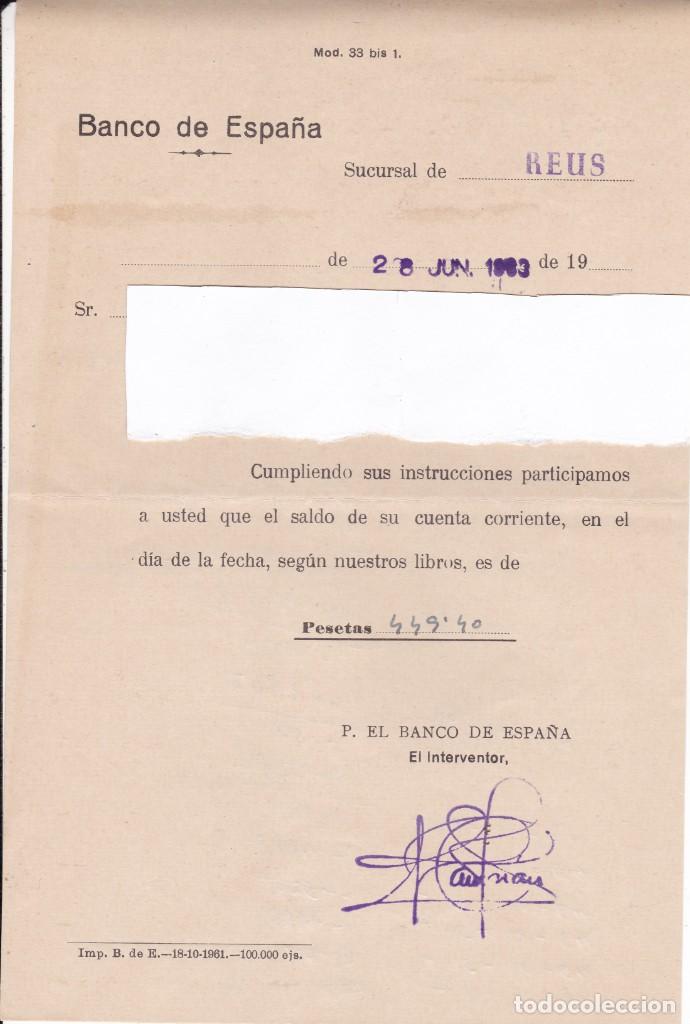 Mod. 33 bis 1.
Banco de España
Sucursal de REUS
de 28 JUN. 1963 de 19
Sr.
Cumpliendo sus instrucciones participamos
a usted que el saldo de su cuenta corriente, en el
día de la fecha, según nuestros libros, es de
Pesetas 449'40
P. EL BANCO DE ESPAÑA
El Interventor,
Imp. B. de E.—18-10-1961.—100.000 ejs.
todocoleccion